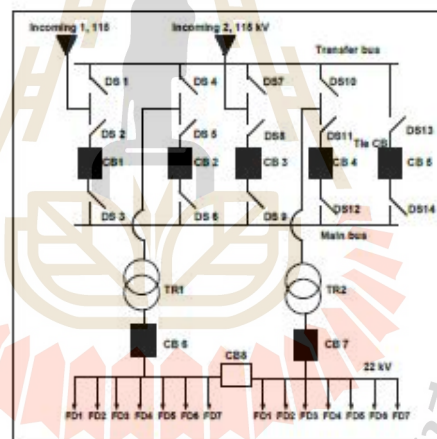 Incoming 1, 115
Incoming 2, 115 kV
Transfer bus
DS 1
DS 4
DS7
DS10
DS 2
DS 5
DS8
DS11
DS13
Tie CB
CB1
CB 2
CB 3
CB 4
CB 5
DS 3
DS 6
DS 9
DS12
DS14
Main bus
TR1
TR2
CB 6
CB8
CB 7
22 kV
FD1 FD2 FD3 FD4 FD5 FD6 FD7
FD1 FD2 FD3 FD4 FD5 FD6 FD7